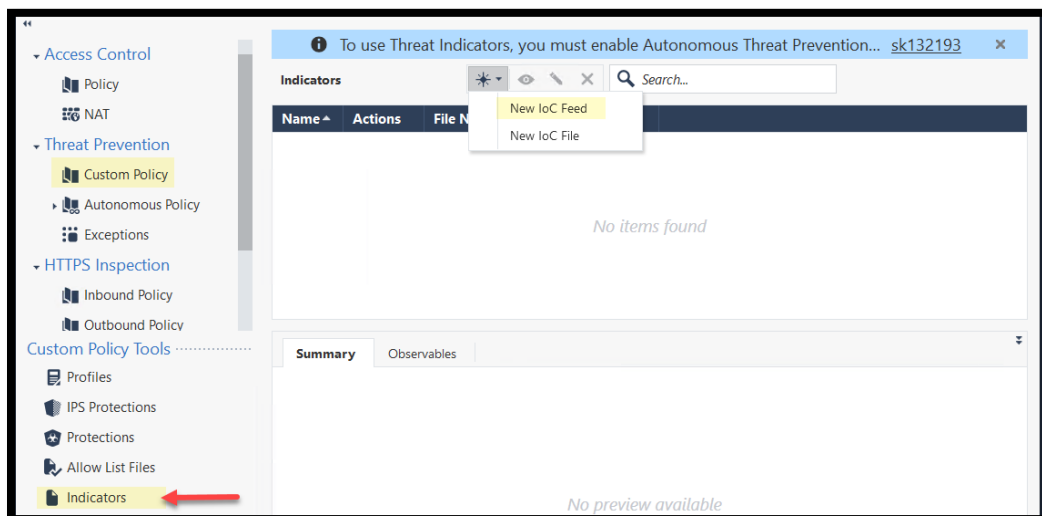 To use Threat Indicators, you must enable Autonomous Threat Prevention... sk132193
Access Control
Policy
NAT
Threat Prevention
Custom Policy
Autonomous Policy
Exceptions
HTTPS Inspection
Inbound Policy
Outbound Policy
Custom Policy Tools
Profiles
IPS Protections
Protections
Allow List Files
Indicators
Indicators
Search...
New IoC Feed
New IoC File
Name Actions File N
No items found
Summary Observables
No preview available